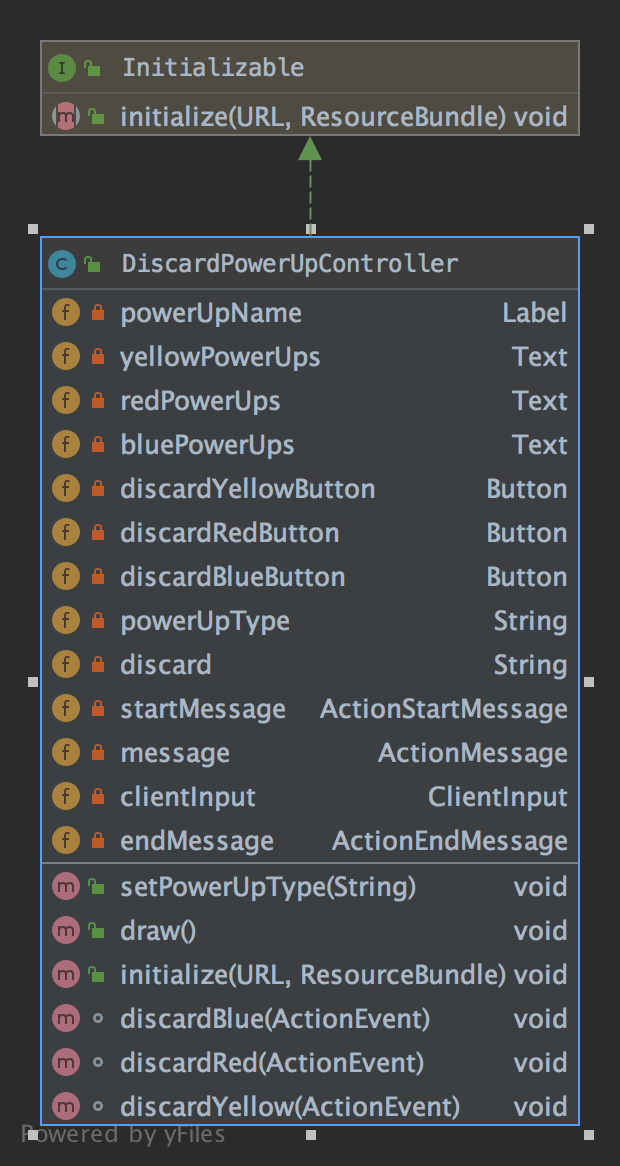 I Initializable
m initialize(URL, ResourceBundle) void
C DiscardPowerUpController
f powerUpName Label
f yellowPowerUps Text
f redPowerUps Text
f bluePowerUps Text
f discardYellowButton Button
f discardRedButton Button
f discardBlueButton Button
f powerUpType String
f discard String
f startMessage ActionStartMessage
f message ActionMessage
f clientInput ClientInput
f endMessage ActionEndMessage
m setPowerUpType(String) void
m draw() void
m initialize(URL, ResourceBundle) void
m discardBlue(ActionEvent) void
m discardRed(ActionEvent) void
m discardYellow(ActionEvent) void
Powered by yFiles